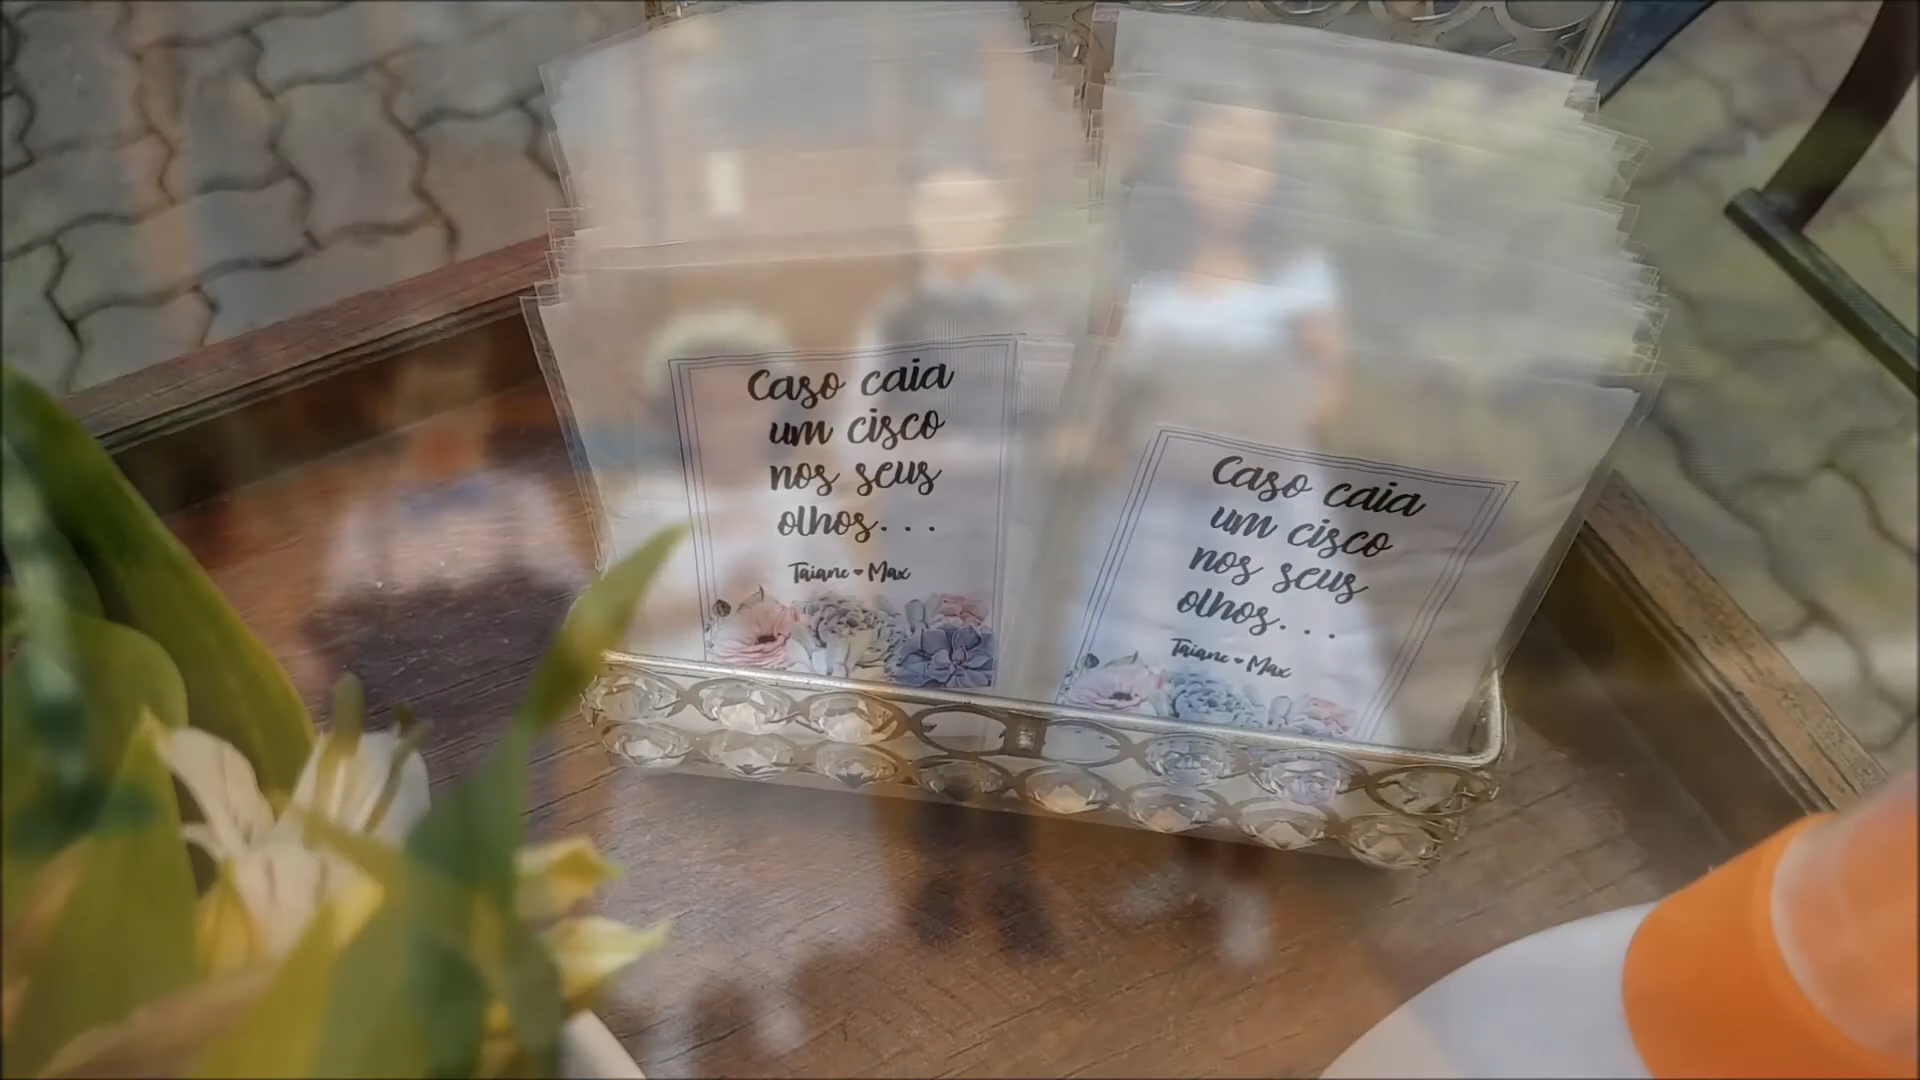 Caso caia
um cisco
nos seus
olhos...
Taiane ❤ Max
Caso caia
um cisco
nos seus
olhos...
Taiane ❤ Max